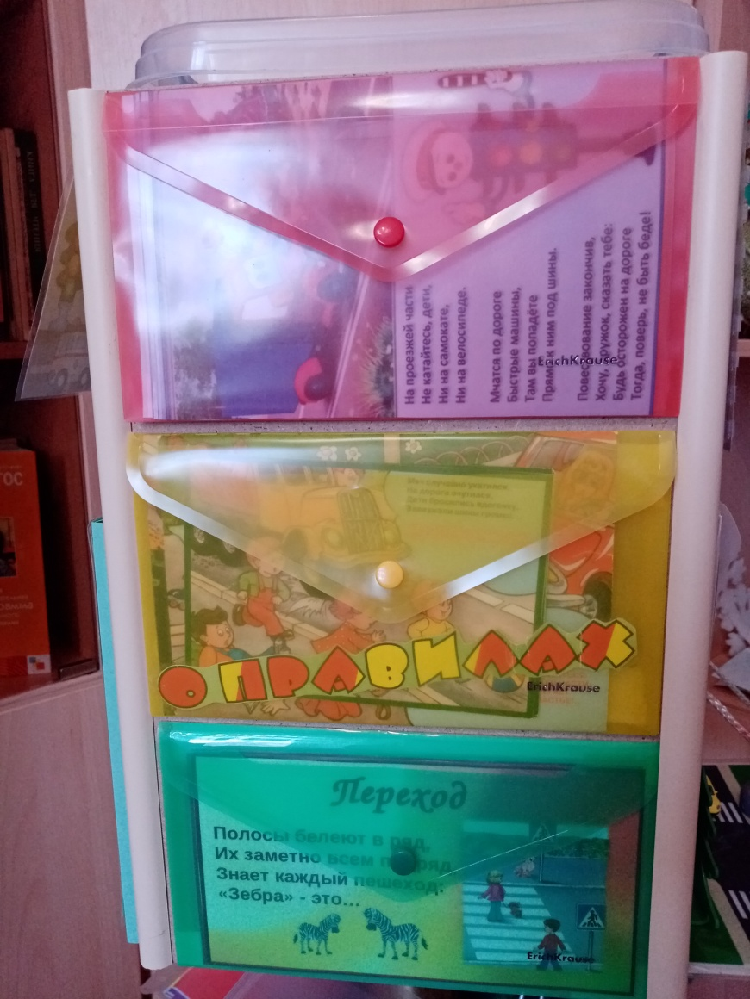 На проезжей части
Не катайтесь, дети,
Ни на самокате,
Ни на велосипеде.
Мчатся по дороге
Быстрые машины,
Там вы попадёте
Прямо к ним под шины.
Повествование закончив,
Хочу, дружок, сказать тебе:
Будь осторожен на дороге
Тогда, поверь, не быть беде!
ErichKrause
О ПРАВИЛАХ
ErichKrause
Переход
Полосы белеют в ряд,
Их заметно всем подряд
Знает каждый пешеход:
«Зебра» - это...
ErichKrause